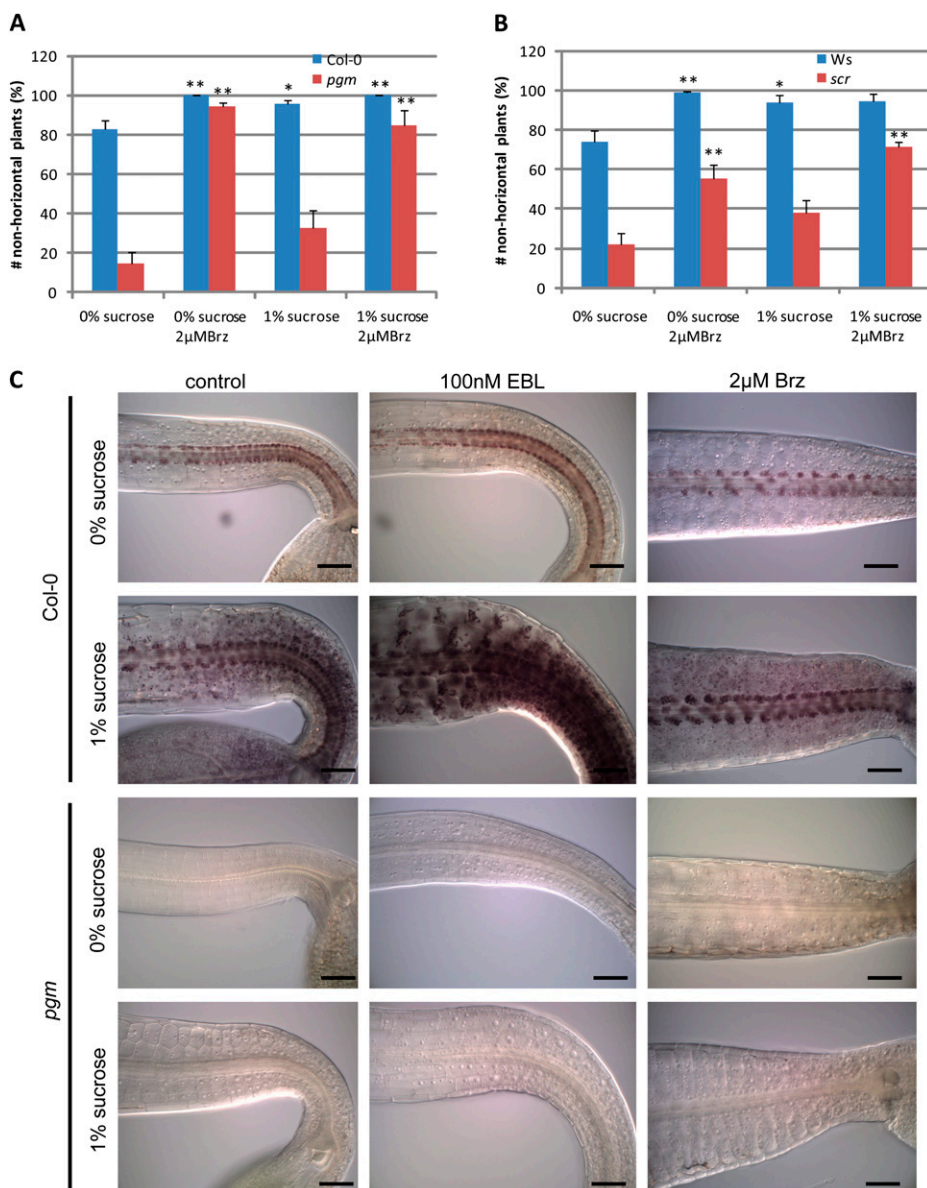 A
# non-horizontal plants (%)
120
100
80
60
40
20
0
Col-0
pgm
** ** * ** **
0% sucrose
0% sucrose
2µMBrz
1% sucrose
1% sucrose
2µMBrz
B
# non-horizontal plants (%)
120
100
80
60
40
20
0
Ws
scr
** ** * **
0% sucrose
0% sucrose
2µMBrz
1% sucrose
1% sucrose
2µMBrz
C
control
100nM EBL
2µM Brz
Col-0
0% sucrose
1% sucrose
pgm
0% sucrose
1% sucrose